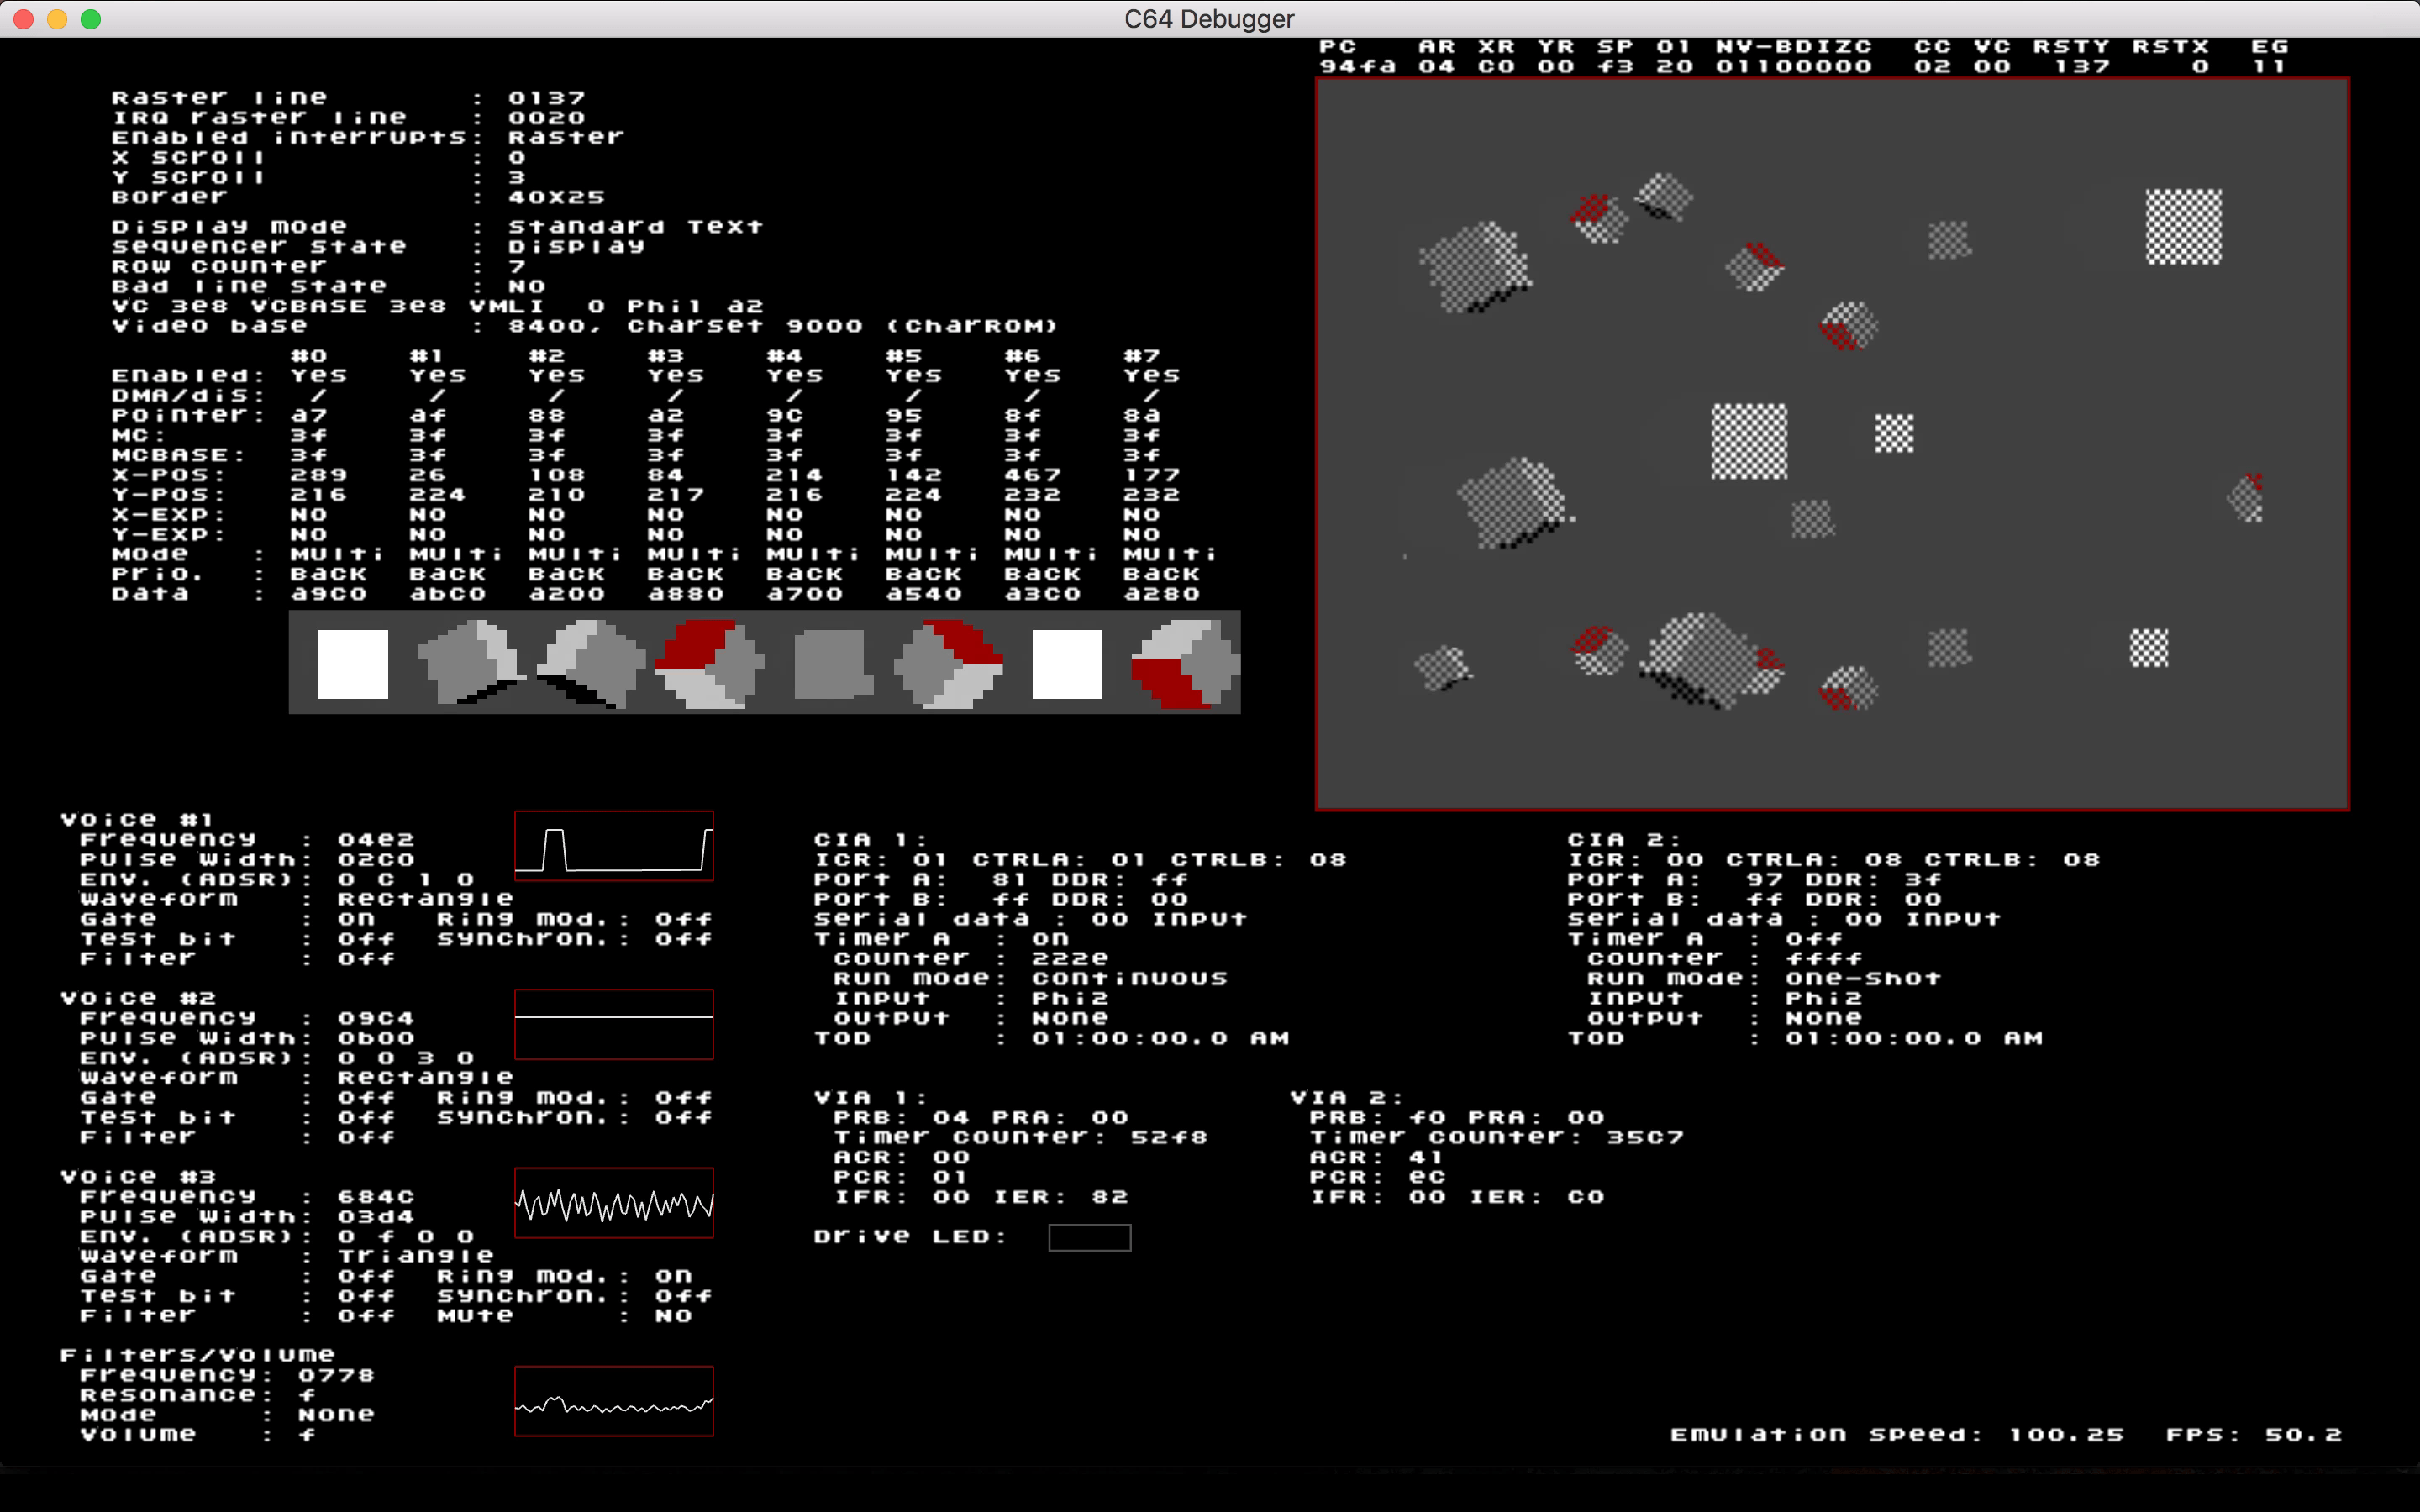 C64 Debugger
PC AR XR YR SP 01 NV-BDIZC CC VC RSTY RSTX EG
94fa 04 C0 00 f3 20 01100000 02 00 137 0 11
Raster line : 0137
IRQ raster line : 0020
Enabled interrupts: Raster
X scroll : 0
Y scroll : 3
Border : 40x25
Display mode : Standard Text
Sequencer state : Display
Row counter : 7
Bad line state : No
VC 3e8 VCBASE 3e8 VMLI 0 Phi1 a2
Video base : 8400, Charset 9000 (CharROM)
#0 #1 #2 #3 #4 #5 #6 #7
Enabled: Yes Yes Yes Yes Yes Yes Yes Yes
DMA/dis: / / / / / / / /
Pointer: a7 af 88 a2 9c 95 8f 8a
MC: 3f 3f 3f 3f 3f 3f 3f 3f
MCBASE: 3f 3f 3f 3f 3f 3f 3f 3f
X-Pos: 289 26 108 84 214 142 467 177
Y-Pos: 216 224 210 217 216 224 232 232
X-Exp: No No No No No No No No
Y-Exp: No No No No No No No No
Mode : Multi Multi Multi Multi Multi Multi Multi Multi
Prio. : Back Back Back Back Back Back Back Back
Data : a9c0 abc0 a200 a880 a700 a540 a3c0 a280
Voice #1
Frequency : 04e2
Pulse Width: 02c0
Env. (ADSR): 0 c 1 0
Waveform : Rectangle
Gate : On Ring mod.: Off
Test bit : Off Synchron.: Off
Filter : Off
Voice #2
Frequency : 09c4
Pulse Width: 0b00
Env. (ADSR): 0 0 3 0
Waveform : Rectangle
Gate : Off Ring mod.: Off
Test bit : Off Synchron.: Off
Filter : Off
Voice #3
Frequency : 684c
Pulse Width: 03d4
Env. (ADSR): 0 f 0 0
Waveform : Triangle
Gate : Off Ring mod.: On
Test bit : Off Synchron.: Off
Filter : Off Mute : No
Filters/Volume
Frequency: 0778
Resonance: f
Mode : None
Volume : f
CIA 1:
ICR: 01 CTRLA: 01 CTRLB: 08
Port A: 81 DDR: ff
Port B: ff DDR: 00
Serial data : 00 Input
Timer A : On
Counter : 222e
Run mode: Continuous
Input : Phi2
Output : None
TOD : 01:00:00.0 AM
CIA 2:
ICR: 00 CTRLA: 08 CTRLB: 08
Port A: 97 DDR: 3f
Port B: ff DDR: 00
Serial data : 00 Input
Timer A : Off
Counter : ffff
Run mode: One-shot
Input : Phi2
Output : None
TOD : 01:00:00.0 AM
VIA 1:
PRB: 04 PRA: 00
Timer Counter: 52f8
ACR: 00
PCR: 01
IFR: 00 IER: 82
VIA 2:
PRB: f0 PRA: 00
Timer Counter: 35c7
ACR: 41
PCR: ec
IFR: 00 IER: c0
Drive LED:
Emulation Speed: 100.25 FPS: 50.2